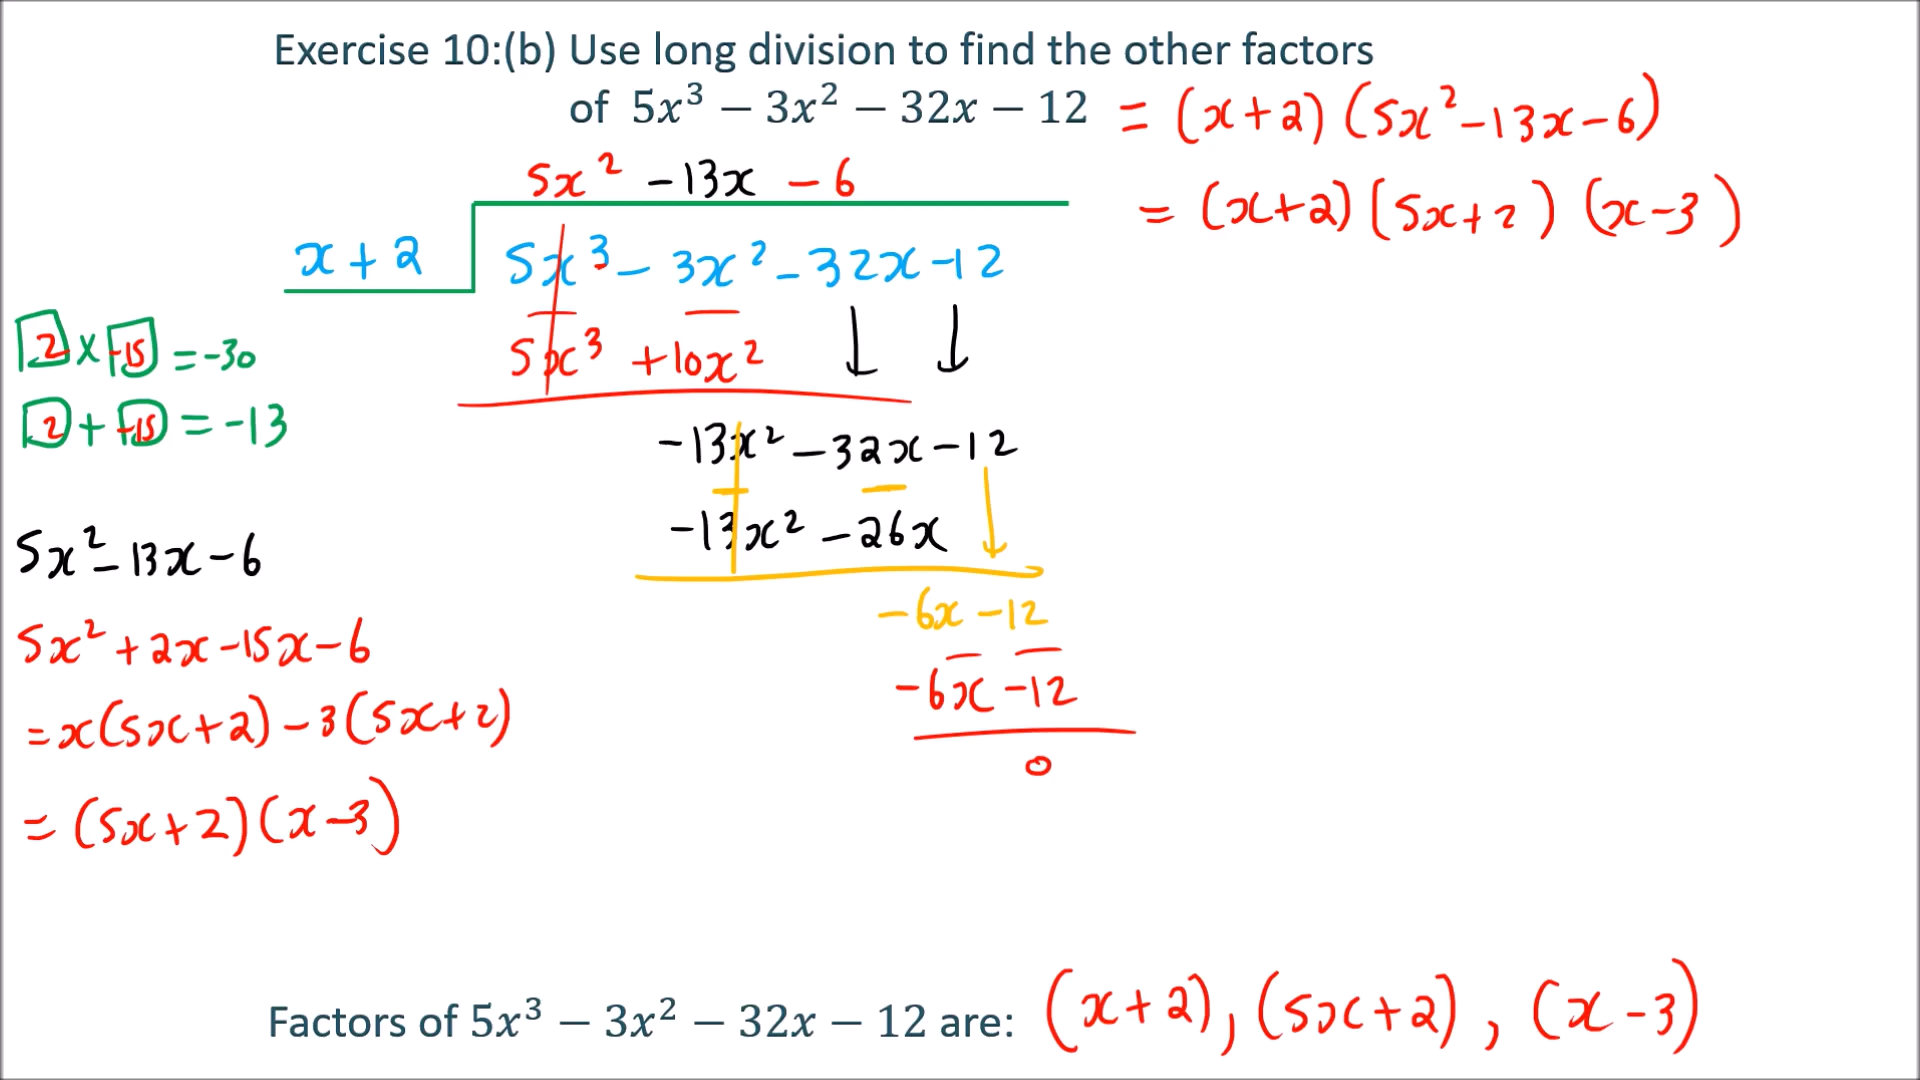 Exercise 10:(b) Use long division to find the other factors
of 5x³ − 3x² − 32x − 12 = (x+2)(5x²−13x−6)
= (x+2)(5x+2)(x−3)
5x² −13x − 6
x + 2
5x³ − 3x² − 32x − 12
5x³ + 10x²
−13x² − 32x − 12
−13x² − 26x
−6x − 12
−6x − 12
0
2 × −15 = −30
2 + −15 = −13
5x² − 13x − 6
5x² + 2x − 15x − 6
= x(5x+2) − 3(5x+2)
= (5x+2)(x−3)
Factors of 5x³ − 3x² − 32x − 12 are: (x+2), (5x+2), (x−3)